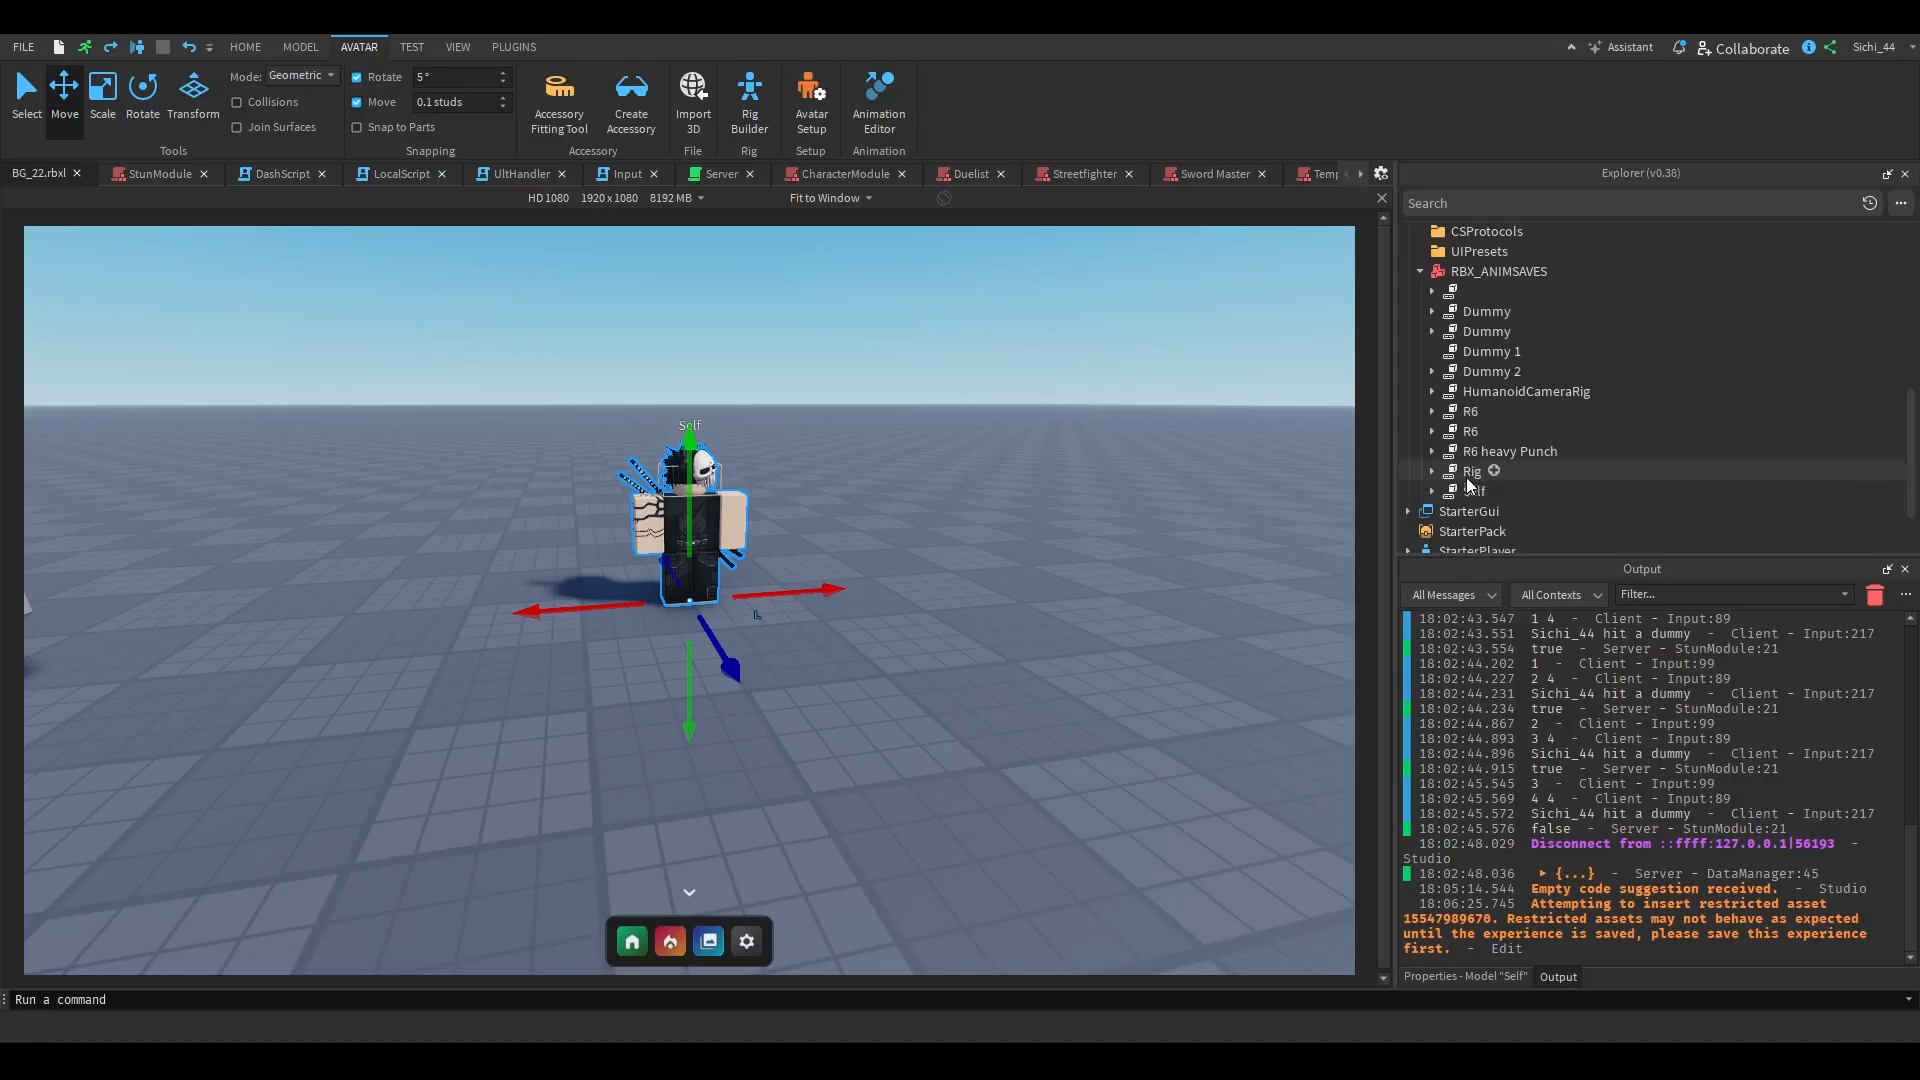 FILE HOME MODEL AVATAR TEST VIEW PLUGINS Assistant Collaborate Sichi_44
Select Move Scale Rotate Transform
Mode: Geometric
Collisions
Join Surfaces
Tools
Rotate 5°
Move 0.1 studs
Snap to Parts
Snapping
Accessory Fitting Tool
Create Accessory
Accessory
Import 3D
File
Rig Builder
Rig
Avatar Setup
Setup
Animation Editor
Animation
BG_22.rbxl StunModule DashScript LocalScript UltHandler Input Server CharacterModule Duelist Streetfighter Sword Master Temp
HD 1080 1920 x 1080 8192 MB Fit to Window
Self
L
Explorer (v0.38)
Search
CSProtocols
UIPresets
RBX_ANIMSAVES
Dummy
Dummy
Dummy 1
Dummy 2
HumanoidCameraRig
R6
R6
R6 heavy Punch
Rig
StarterGui
StarterPack
StarterPlayer
Output
All Messages All Contexts Filter...
18:02:43.547 1 4 - Client - Input:89
18:02:43.551 Sichi_44 hit a dummy - Client - Input:217
18:02:43.554 true - Server - StunModule:21
18:02:44.202 1 - Client - Input:99
18:02:44.227 2 4 - Client - Input:89
18:02:44.231 Sichi_44 hit a dummy - Client - Input:217
18:02:44.234 true - Server - StunModule:21
18:02:44.867 2 - Client - Input:99
18:02:44.893 3 4 - Client - Input:89
18:02:44.896 Sichi_44 hit a dummy - Client - Input:217
18:02:44.915 true - Server - StunModule:21
18:02:45.545 3 - Client - Input:99
18:02:45.569 4 4 - Client - Input:89
18:02:45.572 Sichi_44 hit a dummy - Client - Input:217
18:02:45.576 false - Server - StunModule:21
18:02:48.029 Disconnect from ::ffff:127.0.0.1|56193 -
Studio
18:02:48.036 ▶ {...} - Server - DataManager:45
18:05:14.544 Empty code suggestion received. - Studio
18:06:25.745 Attempting to insert restricted asset
15547989670. Restricted assets may not behave as expected
until the experience is saved, please save this experience
first. - Edit
Properties - Model "Self" Output
Run a command